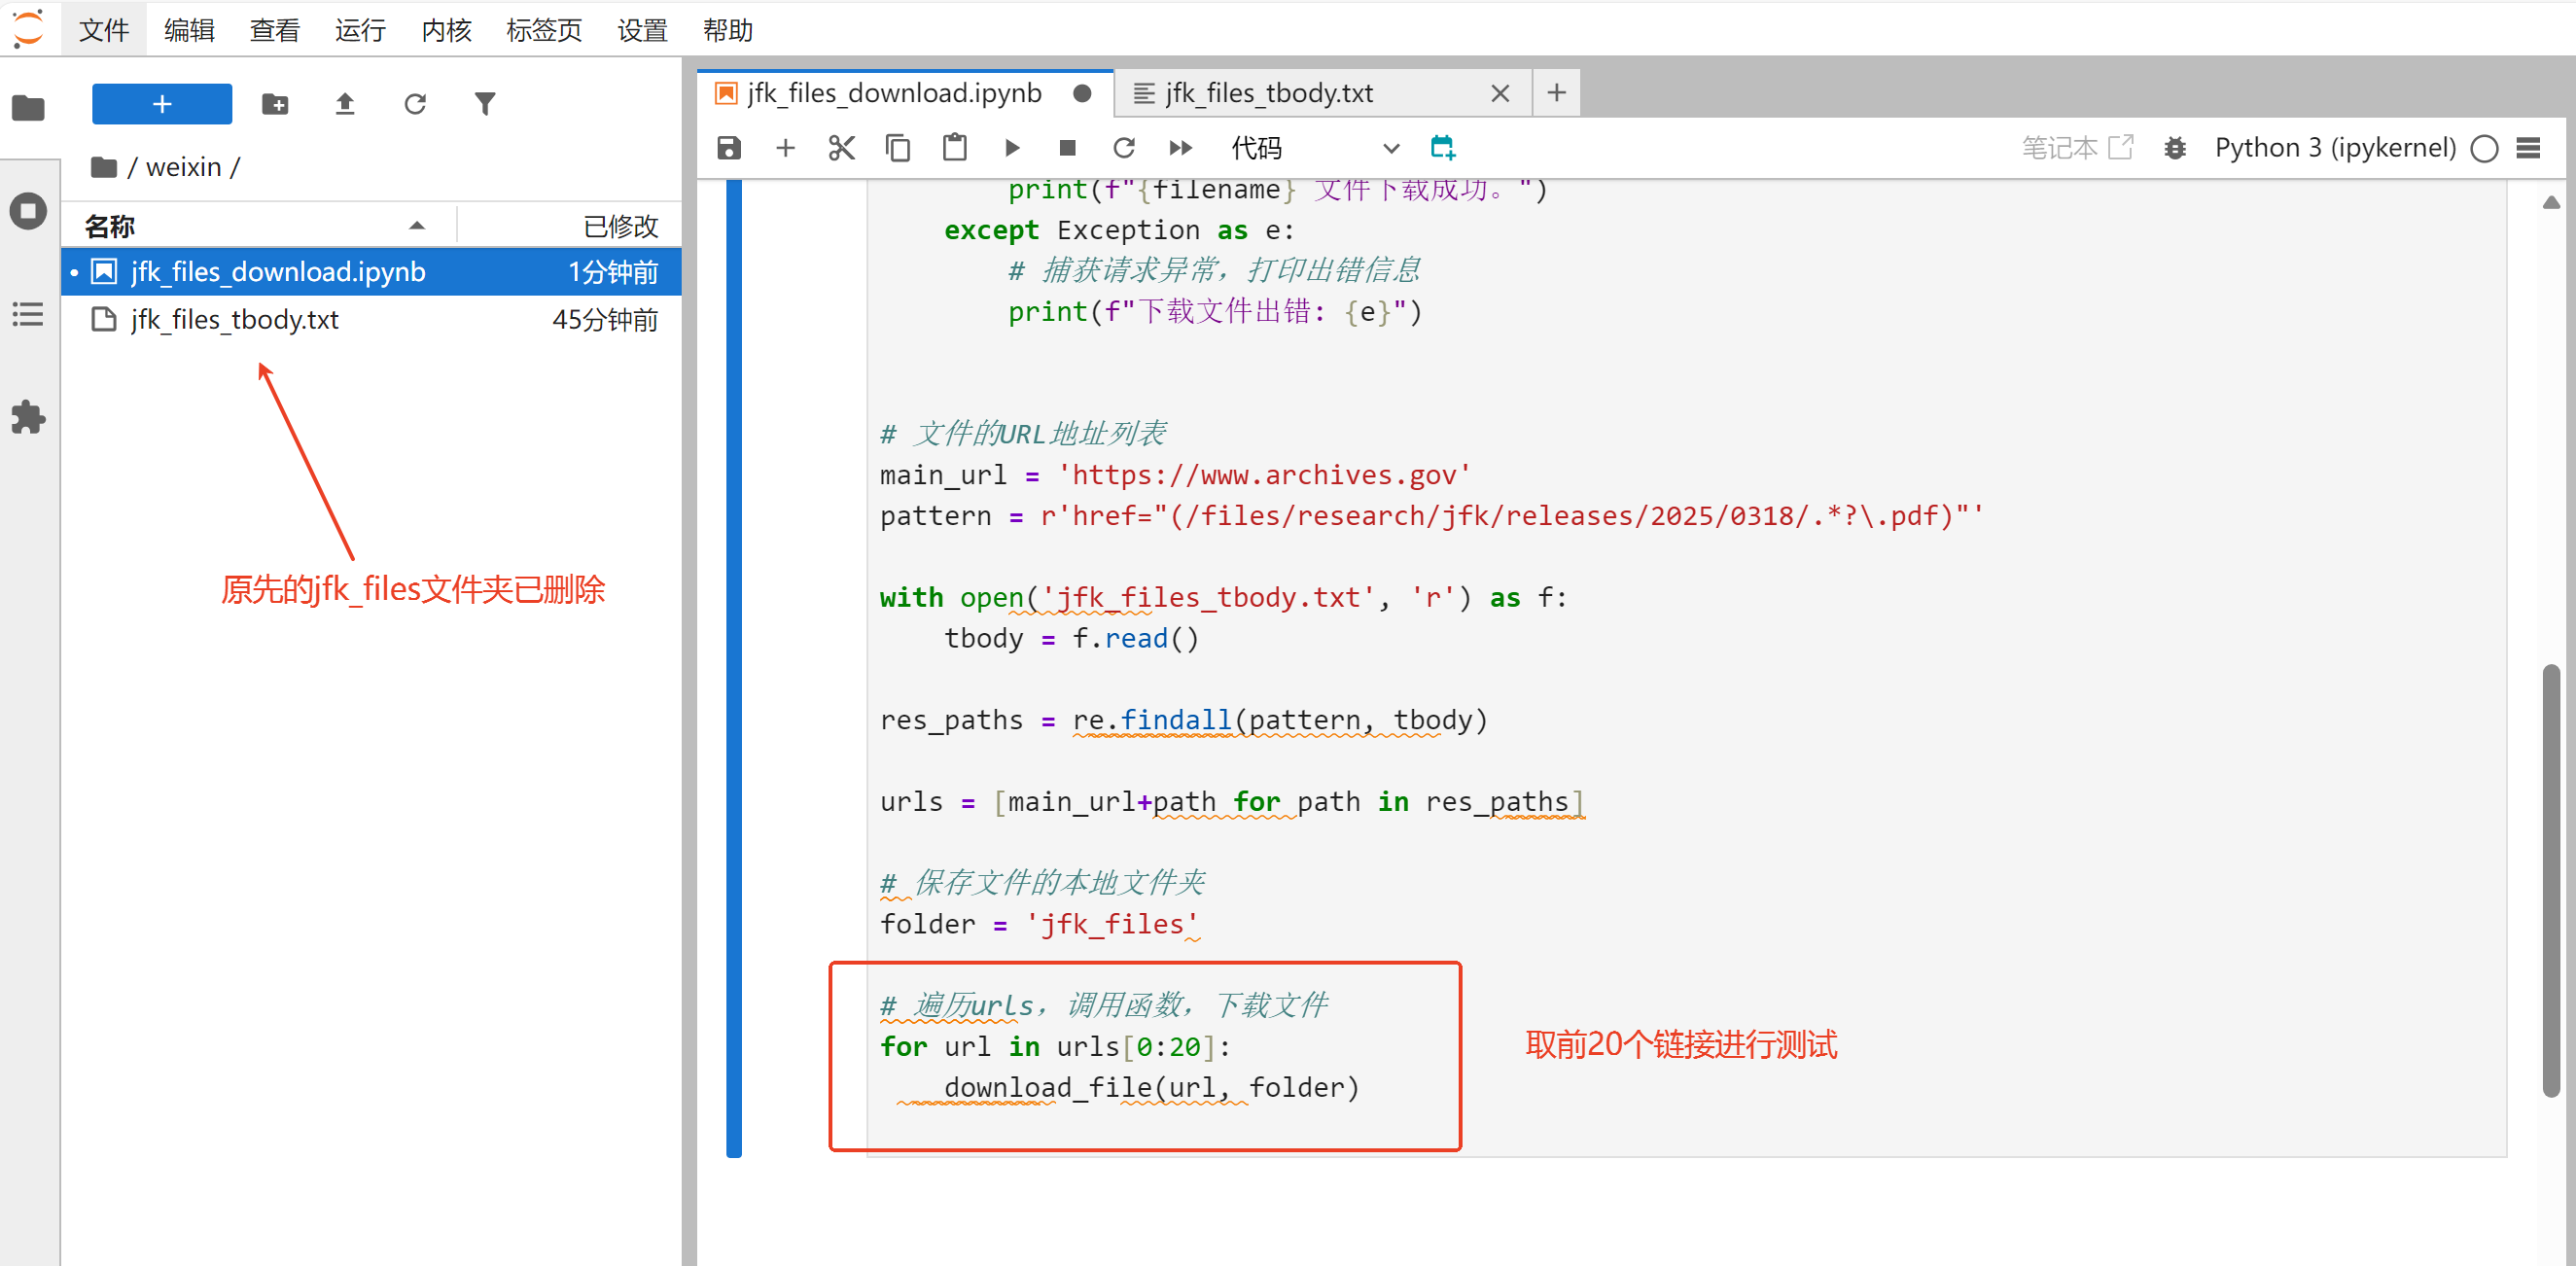 文件 编辑 查看 运行 内核 标签页 设置 帮助
/ weixin /
名称 已修改
jfk_files_download.ipynb 1分钟前
jfk_files_tbody.txt 45分钟前
原先的jfk_files文件夹已删除
jfk_files_download.ipynb jfk_files_tbody.txt
代码 笔记本 Python 3 (ipykernel)
print(f"{filename} 文件下载成功。")
except Exception as e:
# 捕获请求异常，打印出错信息
print(f"下载文件出错: {e}")
# 文件的URL地址列表
main_url = 'https://www.archives.gov'
pattern = r'href="(/files/research/jfk/releases/2025/0318/.*?\.pdf)"'
with open('jfk_files_tbody.txt', 'r') as f:
tbody = f.read()
res_paths = re.findall(pattern, tbody)
urls = [main_url+path for path in res_paths]
# 保存文件的本地文件夹
folder = 'jfk_files'
# 遍历urls，调用函数，下载文件
for url in urls[0:20]:
download_file(url, folder)
取前20个链接进行测试